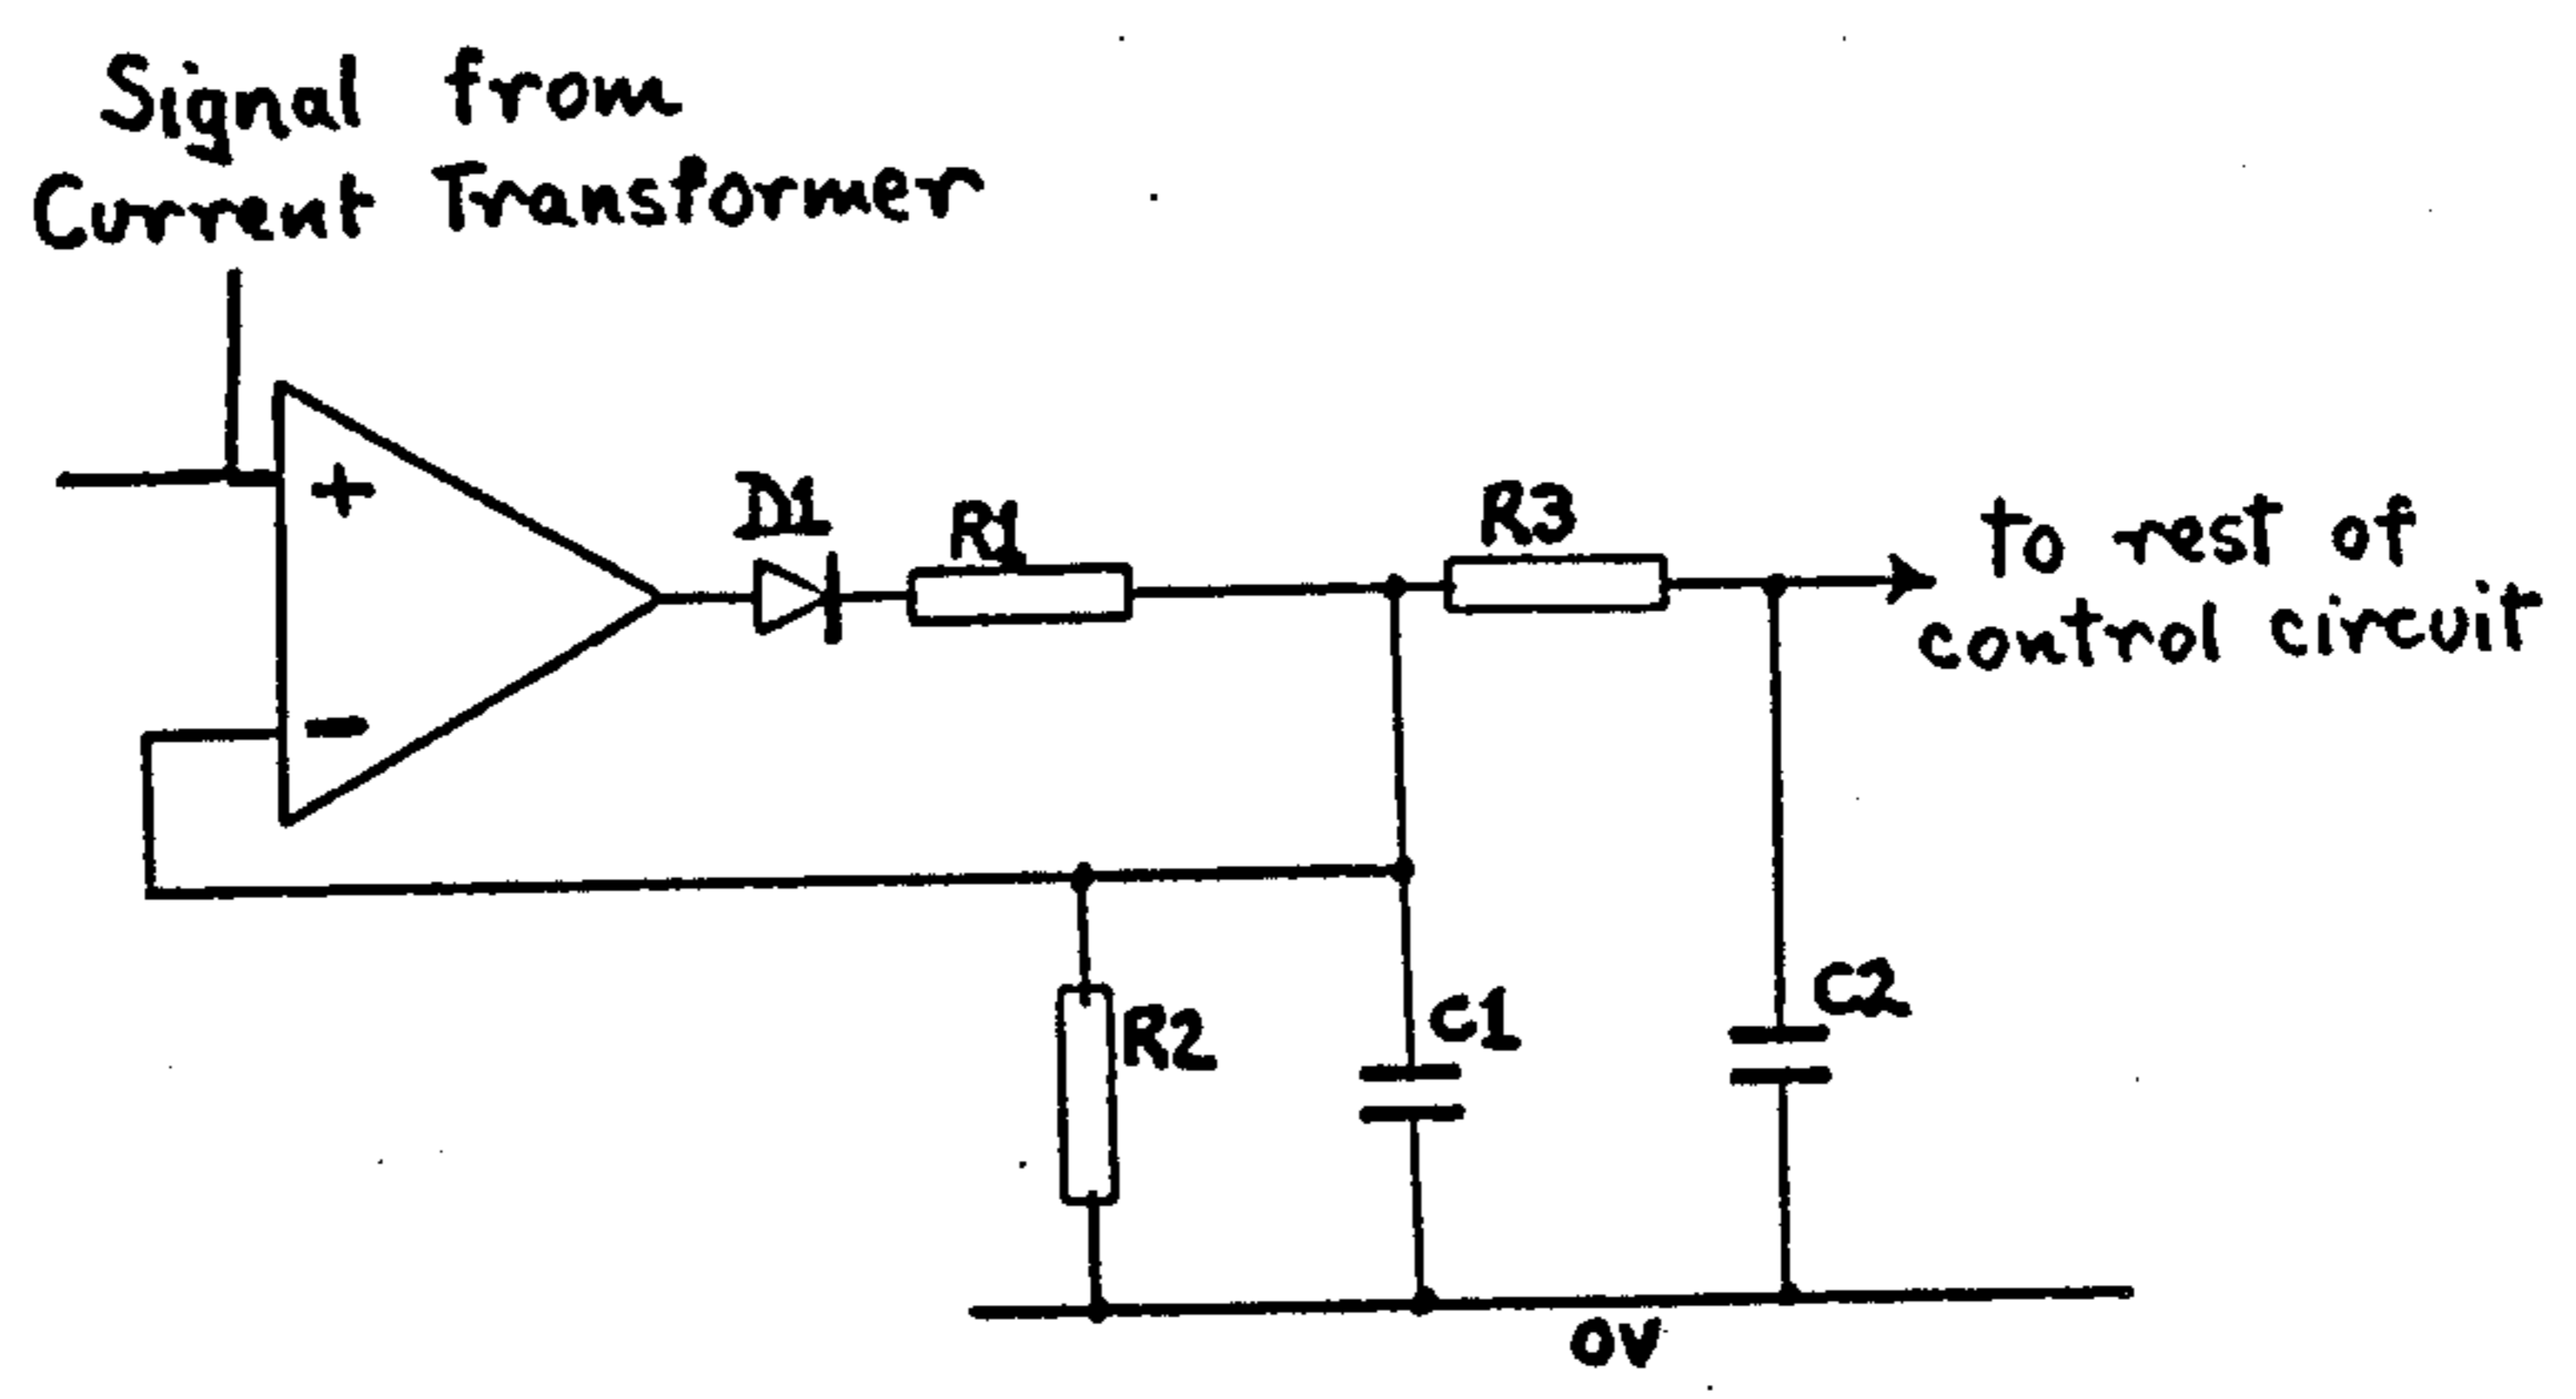 Signal from
Current Transformer
+
D1
R1
R3
to rest of
control circuit
-
R2
C1
C2
0V